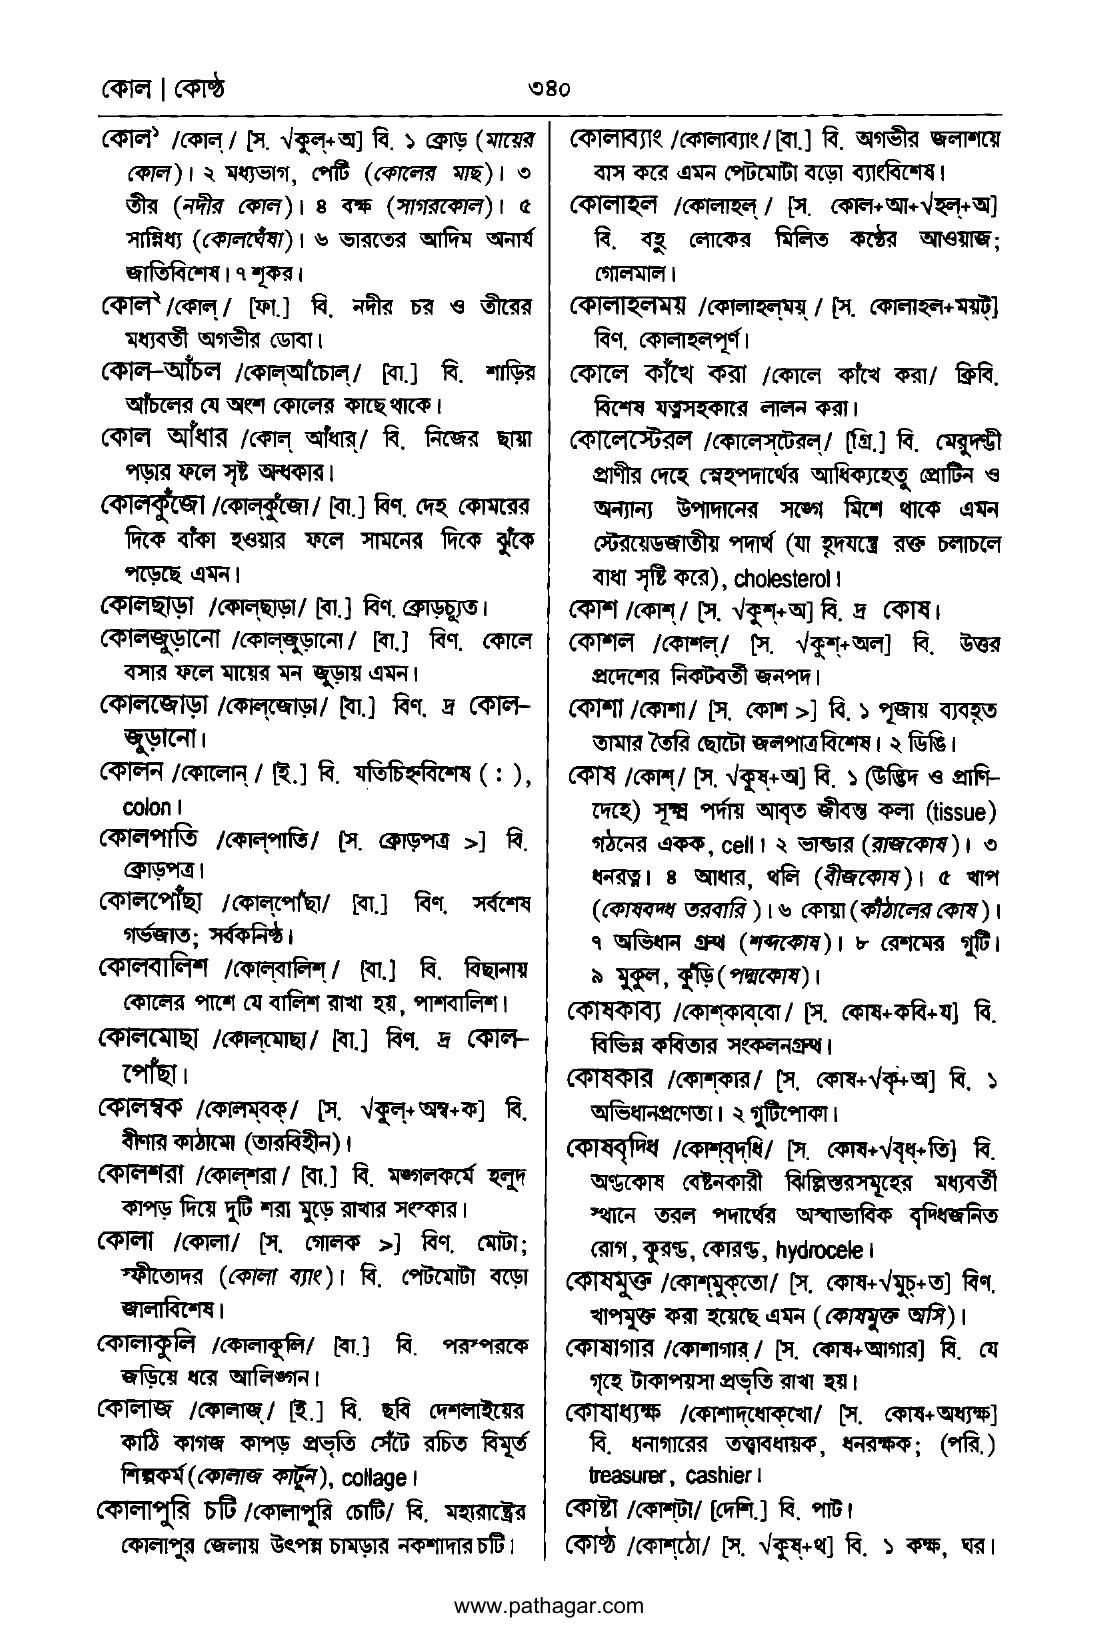 কোল | কোষ্ঠ
৩৪০
কোল১ /কোল্‌/ [স. √কুল্‌+অ] বি. ১ ক্রোড় (মায়ের
কোল)। ২ মধ্যভাগ, পেটি (কোলের মাছ)। ৩
তীর (নদীর কোল)। ৪ বক্ষ (সাগরকোল)। ৫
সান্নিধ্য (কোলঘেঁষা)। ৬ ভারতের আদিম অনার্য
জাতিবিশেষ। ৭ শূকর।
কোল২ /কোল্‌/ [ফা.] বি. নদীর চর ও তীরের
মধ্যবর্তী অগভীর ডোবা।
কোল-আঁচল /কোল্‌আঁচোল্‌/ [বা.] বি. শাড়ির
আঁচলের যে অংশ কোলের কাছে থাকে।
কোল আঁধার /কোল্‌ আঁধার্‌/ বি. নিজের ছায়া
পড়ার ফলে সৃষ্ট অন্ধকার।
কোলকুঁজো /কোল্‌কুঁজো/ [বা.] বিণ. দেহ কোমরের
দিকে বাঁকা হওয়ার ফলে সামনের দিকে ঝুঁকে
পড়েছে এমন।
কোলছাড়া /কোল্‌ছাড়া/ [বা.] বিণ. ক্রোড়চ্যুত।
কোলজুড়ানো /কোল্‌জুড়ানো/ [বা.] বিণ. কোলে
বসার ফলে মায়ের মন জুড়ায় এমন।
কোলজোড়া /কোল্‌জোড়া/ [বা.] বিণ. দ্র কোল-
জুড়ানো।
কোলন /কোলোন্‌/ [ই.] বি. যতিচিহ্নবিশেষ ( : ),
colon।
কোলপাতি /কোল্‌পাতি/ [স. ক্রোড়পত্র >] বি.
ক্রোড়পত্র।
কোলপোঁছা /কোল্‌পোঁছা/ [বা.] বিণ. সর্বশেষ
গর্ভজাত; সর্বকনিষ্ঠ।
কোলবালিশ /কোল্‌বালিশ্‌/ [বা.] বি. বিছানায়
কোলের পাশে যে বালিশ রাখা হয়, পাশবালিশ।
কোলমোছা /কোল্‌মোছা/ [বা.] বিণ. দ্র কোল-
পোঁছা।
কোলম্বক /কোলম্‌বক্‌/ [স. √কুল্‌+অম্ব+ক] বি.
বীণার কাঠামো (তারবিহীন)।
কোলশরা /কোল্‌শরা/ [বা.] বি. মঙ্গলকর্মে হলুদ
কাপড় দিয়ে দুটি শরা মুড়ে রাখার সংস্কার।
কোলা /কোলা/ [স. গোলক >] বিণ. মোটা;
স্ফীতোদর (কোলা ব্যাং)। বি. পেটমোটা বড়ো
জালাবিশেষ।
কোলাকুলি /কোলাকুলি/ [বা.] বি. পরস্পরকে
জড়িয়ে ধরে আলিঙ্গন।
কোলাজ /কোলাজ্‌/ [ই.] বি. ছবি দেশলাইয়ের
কাঠি কাগজ কাপড় প্রভৃতি সেঁটে রচিত বিমূর্ত
শিল্পকর্ম (কোলাজ কার্টুন), collage।
কোলাপুরি চটি /কোলাপুরি চোটি/ বি. মহারাষ্ট্রের
কোলাপুর জেলায় উৎপন্ন চামড়ার নকশাদার চটি।
কোলাব্যাং /কোলাব্যাং/ [বা.] বি. অগভীর জলাশয়ে
বাস করে এমন পেটমোটা বড়ো ব্যাংবিশেষ।
কোলাহল /কোলাহল্‌/ [স. কোল+আ+√হল্‌+অ]
বি. বহু লোকের মিলিত কণ্ঠের আওয়াজ;
গোলমাল।
কোলাহলময় /কোলাহল্‌ময়্‌/ [স. কোলাহল+ময়ট্‌]
বিণ. কোলাহলপূর্ণ।
কোলে কাঁখে করা /কোলে কাঁখে করা/ ক্রিবি.
বিশেষ যত্নসহকারে লালন করা।
কোলেস্টেরল /কোলেস্‌টেরল্‌/ [গ্রি.] বি. মেরুদণ্ডী
প্রাণীর দেহে স্নেহপদার্থের আধিক্যহেতু প্রোটিন ও
অন্যান্য উপাদানের সঙ্গে মিশে থাকে এমন
স্টেরয়েডজাতীয় পদার্থ (যা হৃদযন্ত্রে রক্ত চলাচলে
বাধা সৃষ্টি করে), cholesterol।
কোশ /কোশ্‌/ [স. √কুশ্‌+অ] বি. দ্র কোষ।
কোশল /কোশল্‌/ [স. √কুশ্‌+অল] বি. উত্তর
প্রদেশের নিকটবর্তী জনপদ।
কোশা /কোশা/ [স. কোশ >] বি. ১ পূজায় ব্যবহৃত
তামার তৈরি ছোটো জলপাত্রবিশেষ। ২ ডিঙি।
কোষ /কোশ্‌/ [স. √কুষ্‌+অ] বি. ১ (উদ্ভিদ ও প্রাণি-
দেহে) সূক্ষ্ম পর্দায় আবৃত জীবন্ত কলা (tissue)
গঠনের একক, cell। ২ ভান্ডার (রাজকোষ)। ৩
ধনরত্ন। ৪ আধার, থলি (বীজকোষ)। ৫ খাপ
(কোষবদ্ধ তরবারি )। ৬ কোয়া (কাঁঠালের কোষ)।
৭ অভিধান গ্রন্থ (শব্দকোষ)। ৮ রেশমের গুটি।
৯ মুকুল, কুঁড়ি (পদ্মকোষ)।
কোষকাব্য /কোশ্‌কাব্‌বো/ [স. কোষ+কবি+য] বি.
বিভিন্ন কবিতার সংকলনগ্রন্থ।
কোষকার /কোশ্‌কার্‌/ [স. কোষ+√কৃ+অ] বি. ১
অভিধানপ্রণেতা। ২ গুটিপোকা।
কোষবৃদ্ধি /কোশ্‌বৃদ্‌ধি/ [স. কোষ+√বৃধ্‌+তি] বি.
অণ্ডকোষ বেষ্টনকারী ঝিল্লিস্তরসমূহের মধ্যবর্তী
স্থানে তরল পদার্থের অস্বাভাবিক বৃদ্ধিজনিত
রোগ, কুরণ্ড, কোরণ্ড, hydrocele।
কোষমুক্ত /কোশ্‌মুক্‌তো/ [স. কোষ+√মুচ্‌+ত] বিণ.
খাপমুক্ত করা হয়েছে এমন (কোষমুক্ত অসি)।
কোষাগার /কোশাগার্‌/ [স. কোষ+আগার] বি. যে
গৃহে টাকাপয়সা প্রভৃতি রাখা হয়।
কোষাধ্যক্ষ /কোশাদ্‌ধোক্‌খো/ [স. কোষ+অধ্যক্ষ]
বি. ধনাগারের তত্ত্বাবধায়ক, ধনরক্ষক; (পরি.)
treasurer, cashier।
কোষ্টা /কোশ্‌টা/ [দেশি.] বি. পাট।
কোষ্ঠ /কোশ্‌ঠো/ [স. √কুষ্‌+থ] বি. ১ কক্ষ, ঘর।
www.pathagar.com